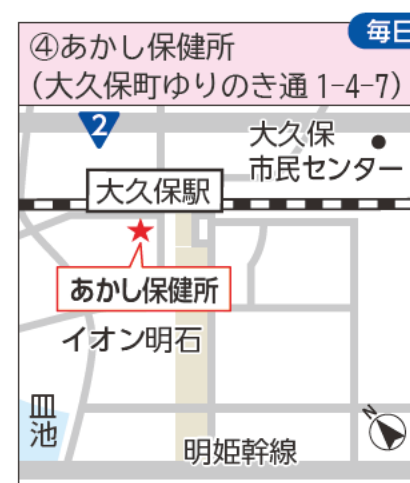 毎日
④あかし保健所
（大久保町ゆりのき通1-4-7）
2
大久保
市民センター
大久保駅
あかし保健所
イオン明石
皿池
明姫幹線
N